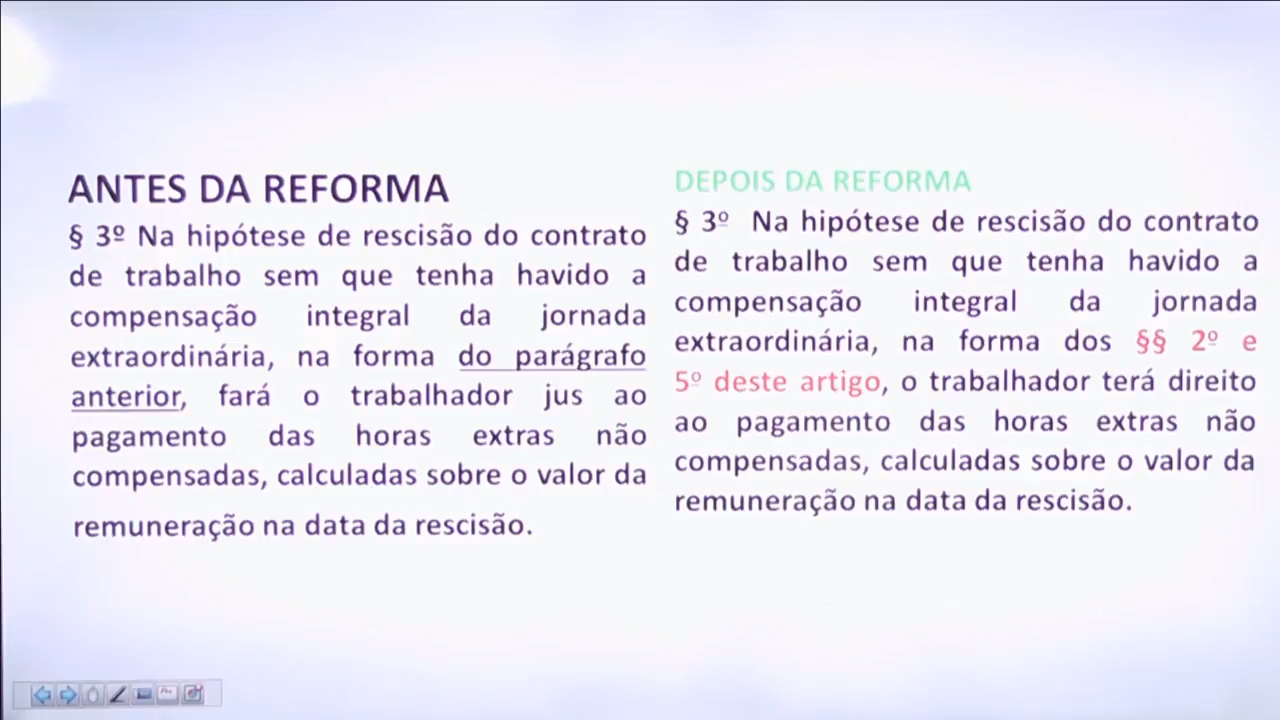 ANTES DA REFORMA
§ 3º Na hipótese de rescisão do contrato
de trabalho sem que tenha havido a
compensação integral da jornada
extraordinária, na forma do parágrafo
anterior, fará o trabalhador jus ao
pagamento das horas extras não
compensadas, calculadas sobre o valor da
remuneração na data da rescisão.
DEPOIS DA REFORMA
§ 3º Na hipótese de rescisão do contrato
de trabalho sem que tenha havido a
compensação integral da jornada
extraordinária, na forma dos §§ 2º e
5º deste artigo, o trabalhador terá direito
ao pagamento das horas extras não
compensadas, calculadas sobre o valor da
remuneração na data da rescisão.